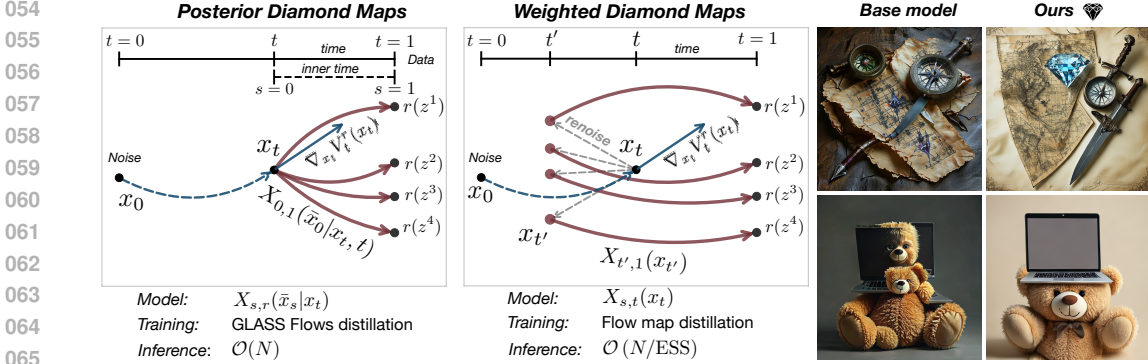 054
055
056
057
058
059
060
061
062
063
064
065
Posterior Diamond Maps
t = 0
t
time
t = 1
Data
inner time
s = 0
s = 1
r(z¹)
x_t
∇_{x_t} V_t^r(x_t)
Noise
r(z²)
x_0
r(z³)
X_{0,1}(x̄_0|x_t, t)
r(z⁴)
Model: X_{s,r}(x̄_s|x_t)
Training: GLASS Flows distillation
Inference: O(N)
Weighted Diamond Maps
t = 0
t′
t
time
t = 1
r(z¹)
renoise
x_t
∇_{x_t} V_t^r(x_t)
Noise
r(z²)
x_0
r(z³)
x_{t′}
r(z⁴)
X_{t′,1}(x_{t′})
Model: X_{s,t}(x_t)
Training: Flow map distillation
Inference: O (N/ESS)
Base model
Ours